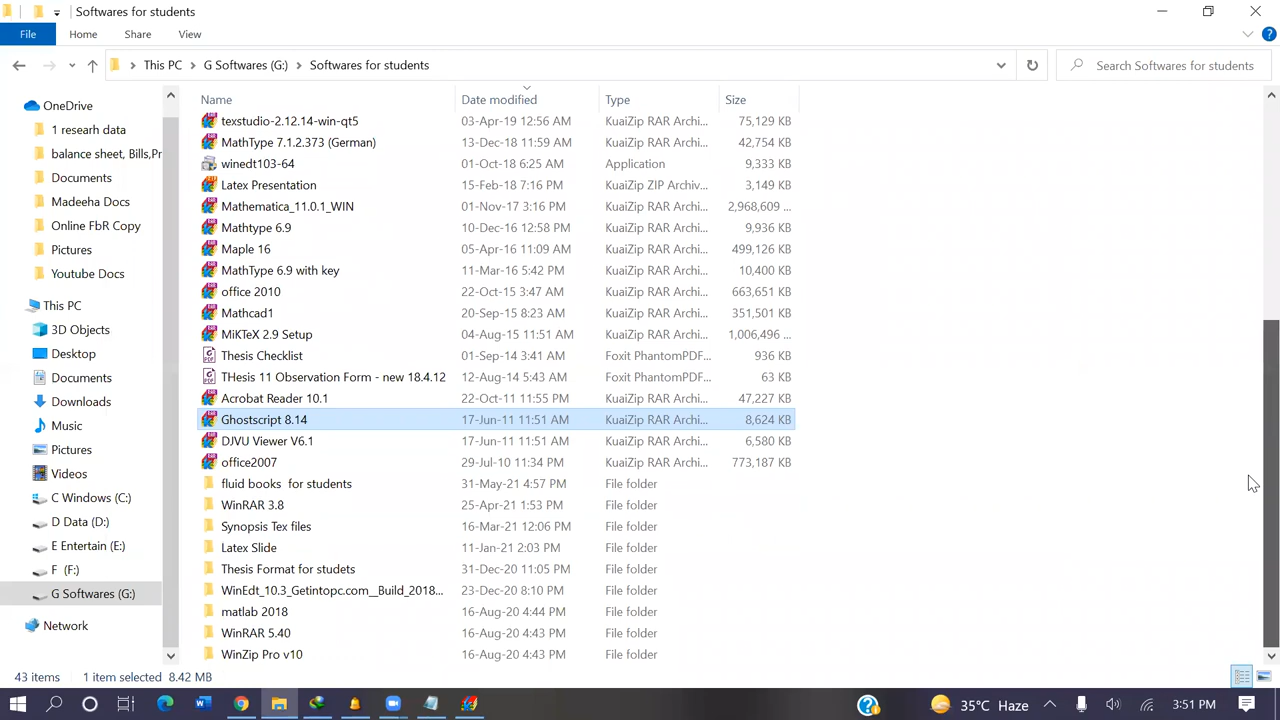 Softwares for students
File Home Share View
This PC G Softwares (G:) Softwares for students Search Softwares for students
Name Date modified Type Size
texstudio-2.12.14-win-qt5 03-Apr-19 12:56 AM KuaiZip RAR Archi... 75,129 KB
MathType 7.1.2.373 (German) 13-Dec-18 11:59 AM KuaiZip RAR Archi... 42,754 KB
winedt103-64 01-Oct-18 6:25 AM Application 9,333 KB
Latex Presentation 15-Feb-18 7:16 PM KuaiZip ZIP Archiv... 3,149 KB
Mathematica_11.0.1_WIN 01-Nov-17 3:16 PM KuaiZip RAR Archi... 2,968,609 ...
Mathtype 6.9 10-Dec-16 12:58 PM KuaiZip RAR Archi... 9,936 KB
Maple 16 05-Apr-16 11:09 AM KuaiZip RAR Archi... 499,126 KB
MathType 6.9 with key 11-Mar-16 5:42 PM KuaiZip RAR Archi... 10,400 KB
office 2010 22-Oct-15 3:47 AM KuaiZip RAR Archi... 663,651 KB
Mathcad1 20-Sep-15 8:23 AM KuaiZip RAR Archi... 351,501 KB
MiKTeX 2.9 Setup 04-Aug-15 11:51 AM KuaiZip RAR Archi... 1,006,496 ...
Thesis Checklist 01-Sep-14 3:41 AM Foxit PhantomPDF... 936 KB
THesis 11 Observation Form - new 18.4.12 12-Aug-14 5:43 AM Foxit PhantomPDF... 63 KB
Acrobat Reader 10.1 22-Oct-11 11:55 PM KuaiZip RAR Archi... 47,227 KB
Ghostscript 8.14 17-Jun-11 11:51 AM KuaiZip RAR Archi... 8,624 KB
DJVU Viewer V6.1 17-Jun-11 11:51 AM KuaiZip RAR Archi... 6,580 KB
office2007 29-Jul-10 11:34 PM KuaiZip RAR Archi... 773,187 KB
fluid books for students 31-May-21 4:57 PM File folder
WinRAR 3.8 25-Apr-21 1:53 PM File folder
Synopsis Tex files 16-Mar-21 12:06 PM File folder
Latex Slide 11-Jan-21 2:03 PM File folder
Thesis Format for studets 31-Dec-20 11:05 PM File folder
WinEdt_10.3_Getintopc.com__Build_2018... 23-Dec-20 8:10 PM File folder
matlab 2018 16-Aug-20 4:44 PM File folder
WinRAR 5.40 16-Aug-20 4:43 PM File folder
WinZip Pro v10 16-Aug-20 4:43 PM File folder
OneDrive
1 researh data
balance sheet, Bills,Pr
Documents
Madeeha Docs
Online FbR Copy
Pictures
Youtube Docs
This PC
3D Objects
Desktop
Documents
Downloads
Music
Pictures
Videos
C Windows (C:)
D Data (D:)
E Entertain (E:)
F (F:)
G Softwares (G:)
Network
43 items 1 item selected 8.42 MB
35°C Haze 3:51 PM